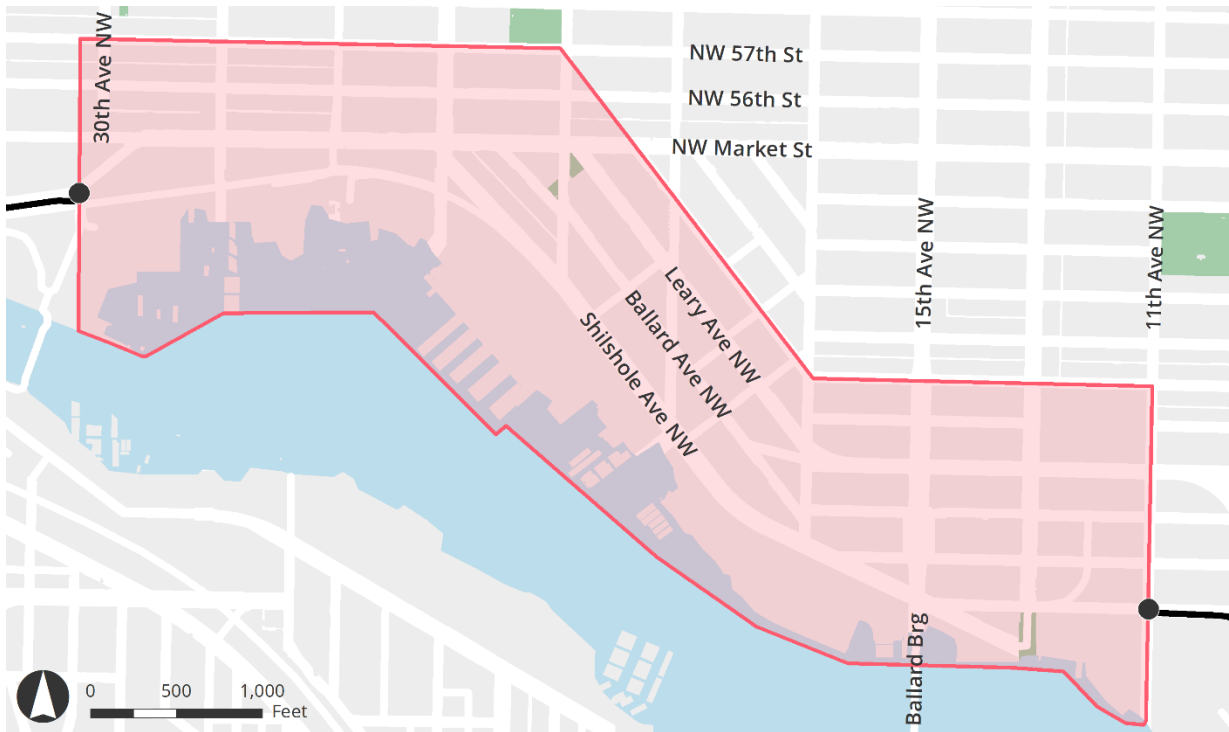 30th Ave NW
NW 57th St
NW 56th St
NW Market St
15th Ave NW
11th Ave NW
Leary Ave NW
Ballard Ave NW
Shilshole Ave NW
Ballard Brg
0 500 1,000
Feet